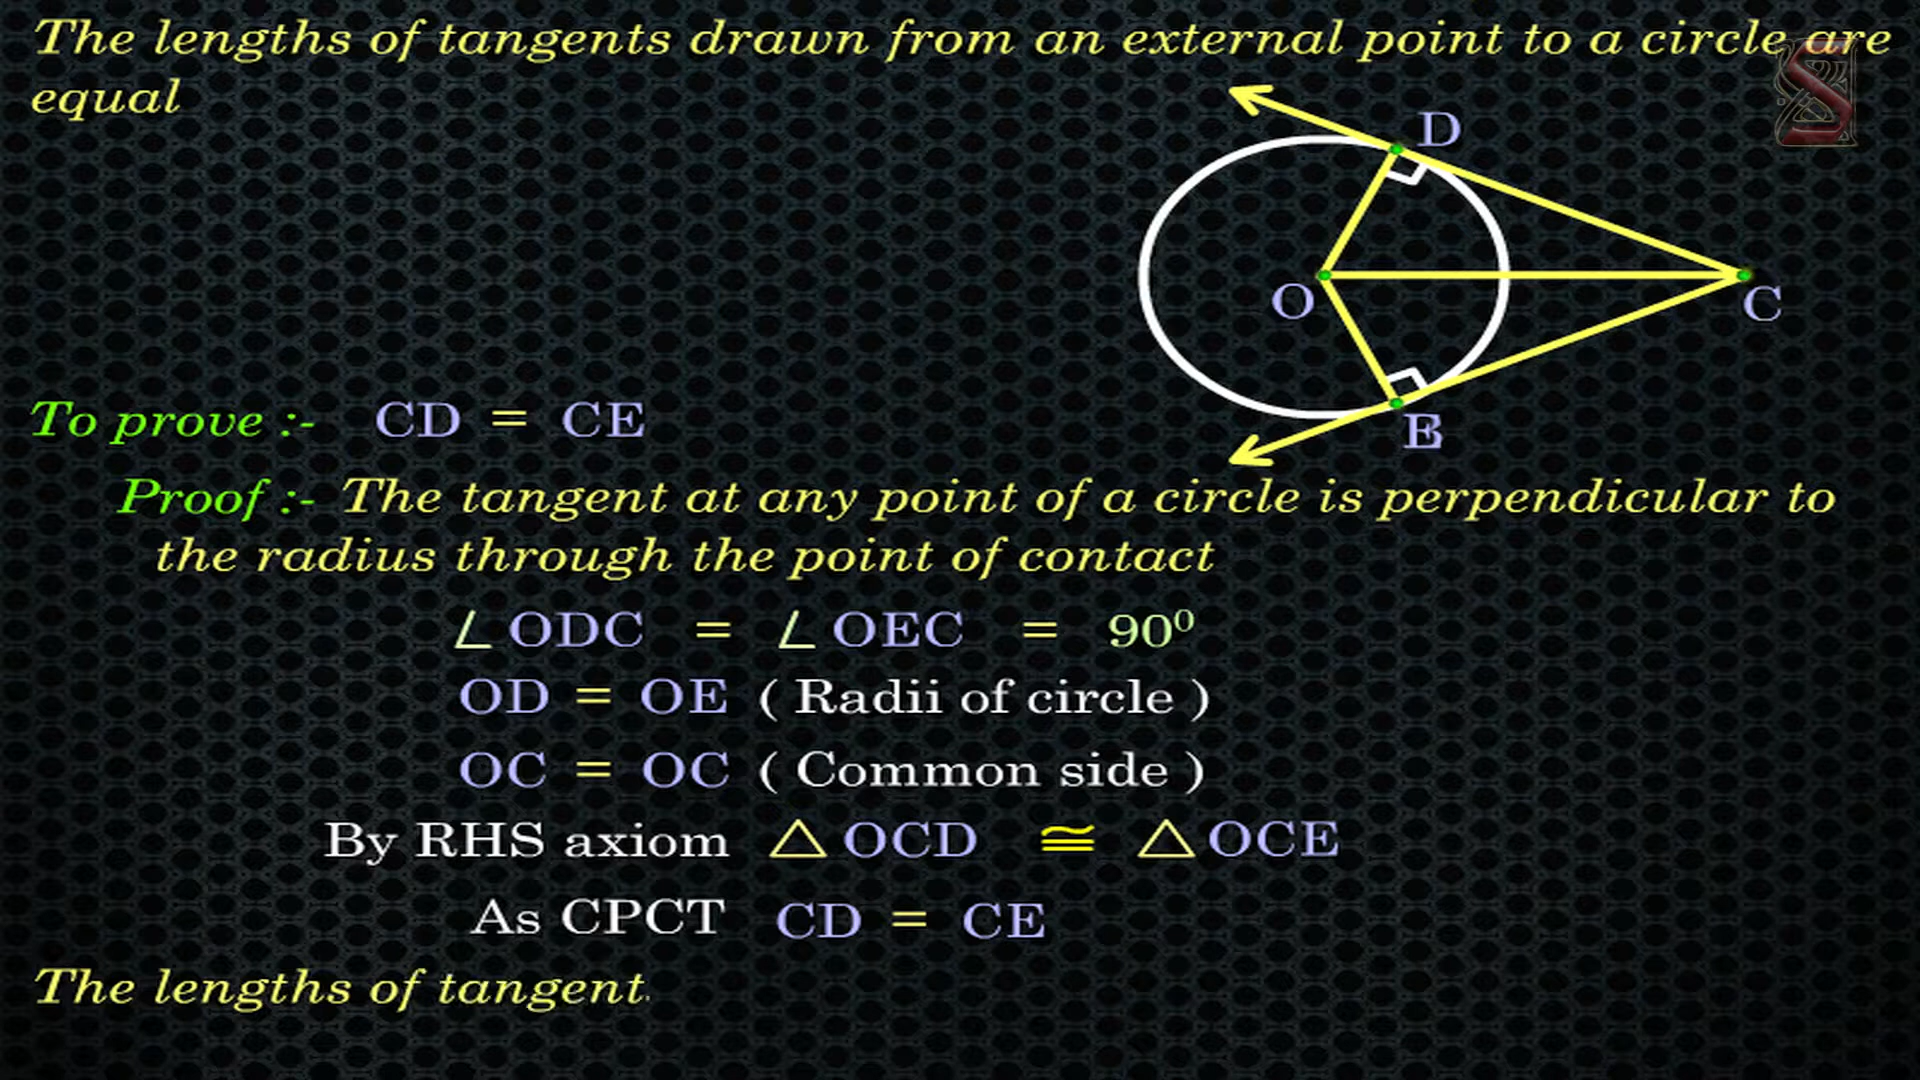 The lengths of tangents drawn from an external point to a circle are
equal
D
O
C
To prove :- CD = CE
Proof :- The tangent at any point of a circle is perpendicular to
the radius through the point of contact
∠ODC = ∠OEC = 90⁰
OD = OE ( Radii of circle )
OC = OC ( Common side )
By RHS axiom △OCD ≅ △OCE
As CPCT CD = CE
The lengths of tangent